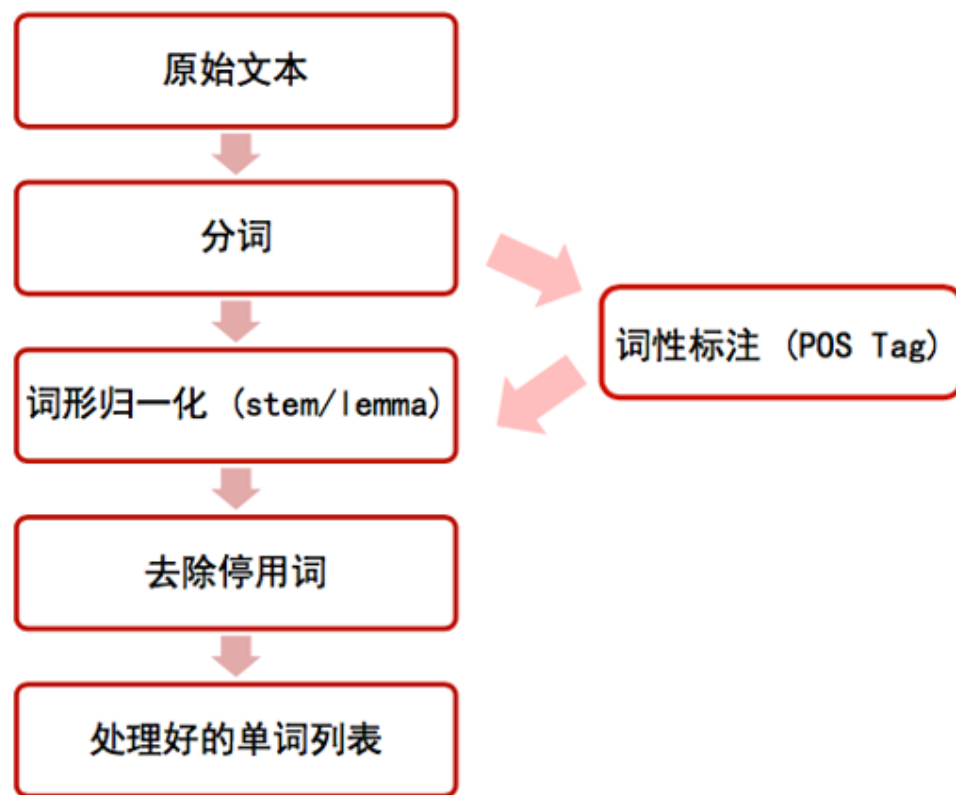 原始文本
分词
词性标注 (POS Tag)
词形归一化 (stem/lemma)
去除停用词
处理好的单词列表